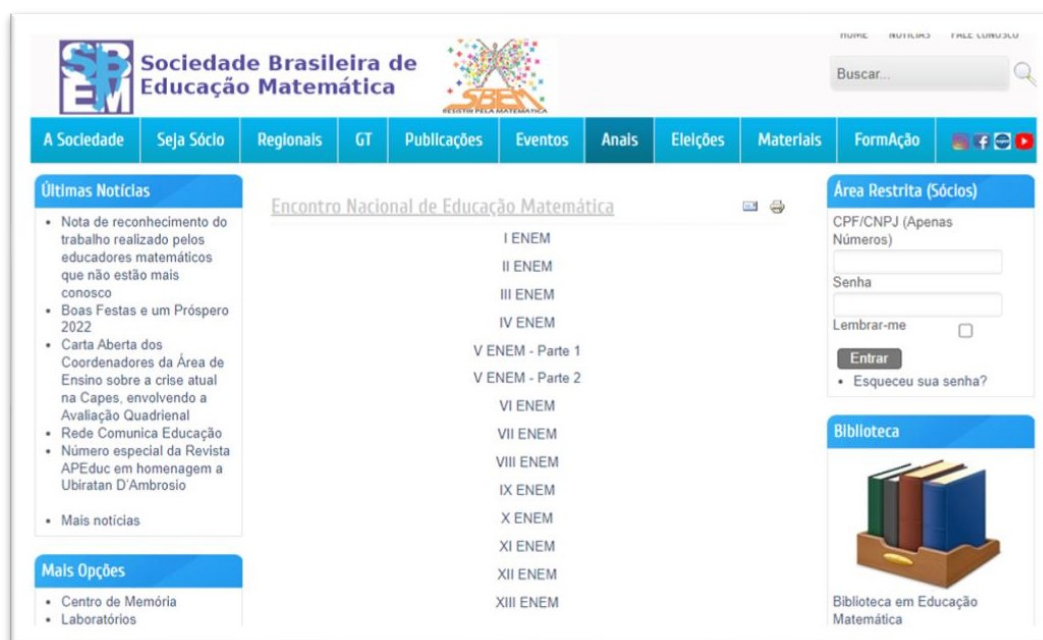 HOME NOTÍCIAS FALE CONOSCO
SBEM
Sociedade Brasileira de
Educação Matemática
SBEM
RESISTIR PELA MATEMÁTICA
Buscar...
A Sociedade Seja Sócio Regionais GT Publicações Eventos Anais Eleições Materiais FormAção
Últimas Notícias
• Nota de reconhecimento do
trabalho realizado pelos
educadores matemáticos
que não estão mais
conosco
• Boas Festas e um Próspero
2022
• Carta Aberta dos
Coordenadores da Área de
Ensino sobre a crise atual
na Capes, envolvendo a
Avaliação Quadrienal
• Rede Comunica Educação
• Número especial da Revista
APEduc em homenagem a
Ubiratan D'Ambrosio
• Mais notícias
Mais Opções
• Centro de Memória
• Laboratórios
Encontro Nacional de Educação Matemática
I ENEM
II ENEM
III ENEM
IV ENEM
V ENEM - Parte 1
V ENEM - Parte 2
VI ENEM
VII ENEM
VIII ENEM
IX ENEM
X ENEM
XI ENEM
XII ENEM
XIII ENEM
Área Restrita (Sócios)
CPF/CNPJ (Apenas
Números)
Senha
Lembrar-me
Entrar
• Esqueceu sua senha?
Biblioteca
Biblioteca em Educação
Matemática